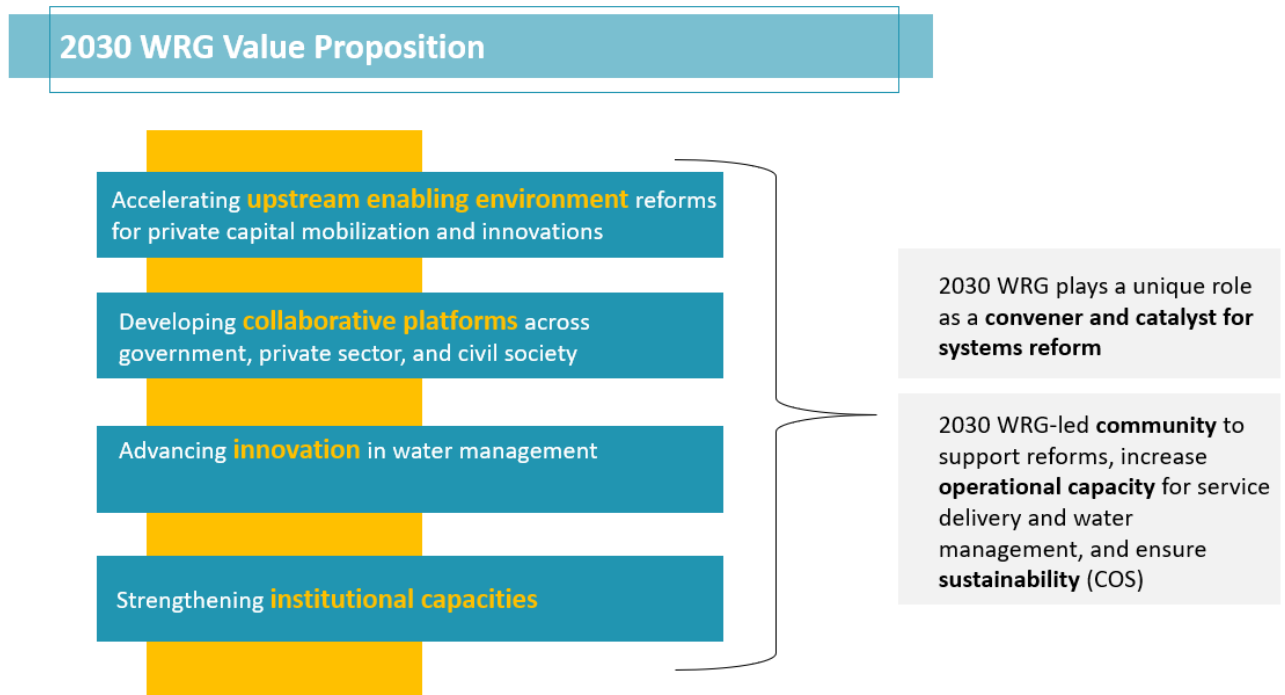 2030 WRG Value Proposition
Accelerating upstream enabling environment reforms
for private capital mobilization and innovations
Developing collaborative platforms across
government, private sector, and civil society
Advancing innovation in water management
Strengthening institutional capacities
2030 WRG plays a unique role
as a convener and catalyst for
systems reform
2030 WRG-led community to
support reforms, increase
operational capacity for service
delivery and water
management, and ensure
sustainability (COS)